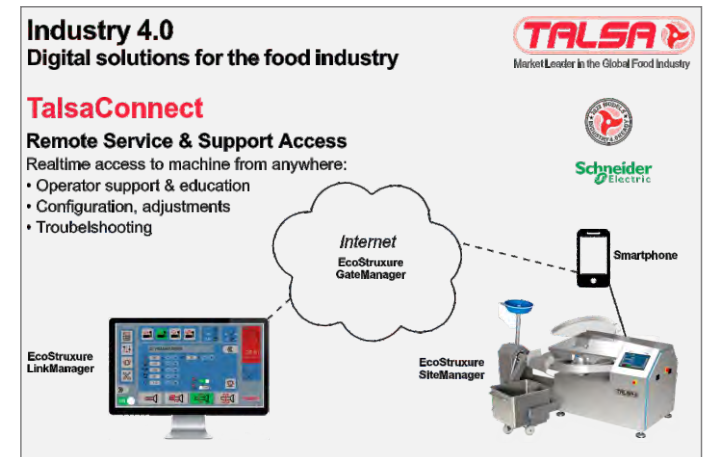 Industry 4.0
Digital solutions for the food industry
TALSA
Market Leader in the Global Food Industry
TalsaConnect
Remote Service & Support Access
Realtime access to machine from anywhere:
• Operator support & education
• Configuration, adjustments
• Troubelshooting
Schneider
Electric
Internet
EcoStruxure
GateManager
Smartphone
EcoStruxure
LinkManager
EcoStruxure
SiteManager
TALSA